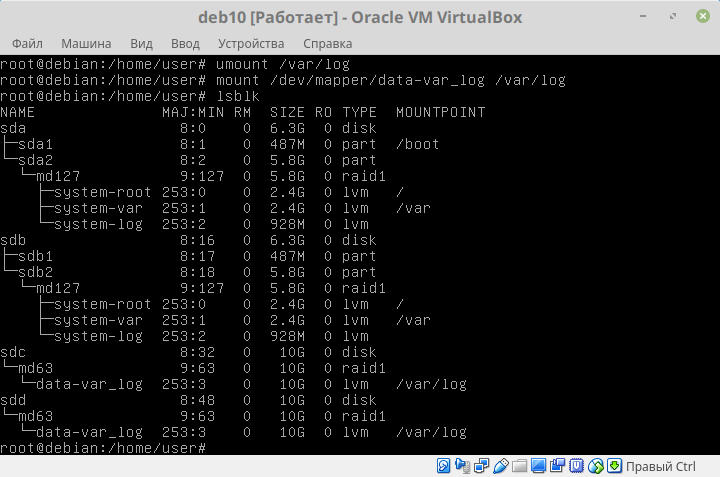 deb10 [Работает] - Oracle VM VirtualBox
Файл Машина Вид Ввод Устройства Справка
root@debian:/home/user# umount /var/log
root@debian:/home/user# mount /dev/mapper/data-var_log /var/log
root@debian:/home/user# lsblk
NAME                MAJ:MIN RM   SIZE RO TYPE  MOUNTPOINT
sda                   8:0    0   6.3G  0 disk
├─sda1                8:1    0   487M  0 part  /boot
└─sda2                8:2    0   5.8G  0 part
  └─md127             9:127  0   5.8G  0 raid1
    ├─system-root   253:0    0   2.4G  0 lvm   /
    ├─system-var    253:1    0   2.4G  0 lvm   /var
    └─system-log    253:2    0   928M  0 lvm
sdb                   8:16   0   6.3G  0 disk
├─sdb1                8:17   0   487M  0 part
└─sdb2                8:18   0   5.8G  0 part
  └─md127             9:127  0   5.8G  0 raid1
    ├─system-root   253:0    0   2.4G  0 lvm   /
    ├─system-var    253:1    0   2.4G  0 lvm   /var
    └─system-log    253:2    0   928M  0 lvm
sdc                   8:32   0    10G  0 disk
└─md63                9:63   0    10G  0 raid1
  └─data-var_log    253:3    0    10G  0 lvm   /var/log
sdd                   8:48   0    10G  0 disk
└─md63                9:63   0    10G  0 raid1
  └─data-var_log    253:3    0    10G  0 lvm   /var/log
root@debian:/home/user#
Правый Ctrl